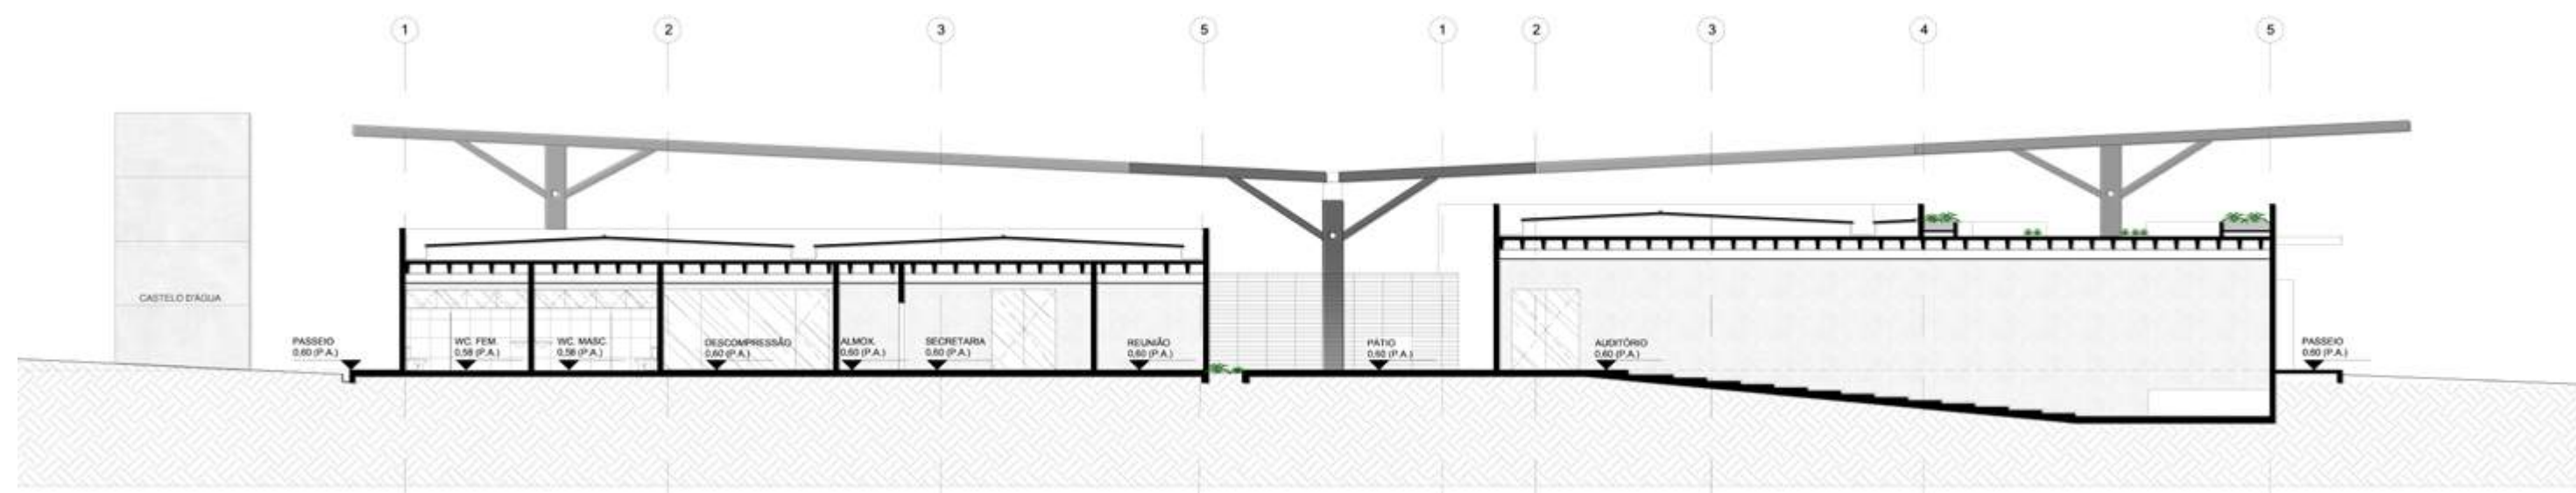 1 2 3 5 1 2 3 4 5
CASTELO D'ÁGUA
PASSEIO
0,60 (P.A.)
WC. FEM.
0,58 (P.A.)
WC. MASC.
0,58 (P.A.)
DESCOMPRESSÃO
0,60 (P.A.)
ALMOX.
0,60 (P.A.)
SECRETARIA
0,60 (P.A.)
REUNIÃO
0,60 (P.A.)
PÁTIO
0,60 (P.A.)
AUDITÓRIO
0,60 (P.A.)
PASSEIO
0,60 (P.A.)